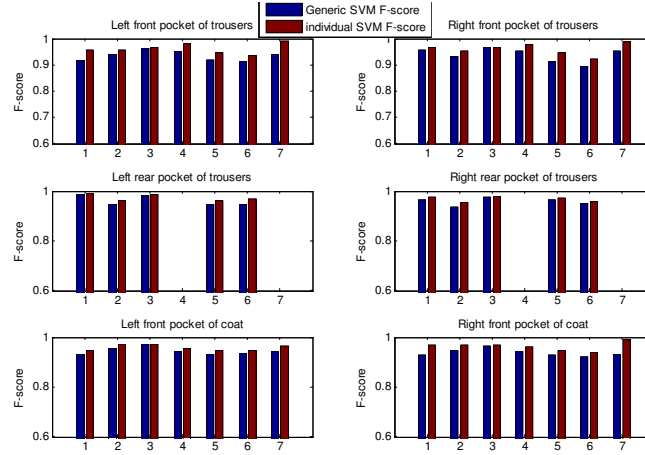 Generic SVM F-score
individual SVM F-score
Left front pocket of trousers
Right front pocket of trousers
F-score
1
0.9
0.8
0.7
0.6
1 2 3 4 5 6 7
F-score
1
0.9
0.8
0.7
0.6
1 2 3 4 5 6 7
Left rear pocket of trousers
Right rear pocket of trousers
F-score
1
0.8
0.6
1 2 3 4 5 6 7
F-score
1
0.8
0.6
1 2 3 4 5 6 7
Left front pocket of coat
Right front pocket of coat
F-score
1
0.8
0.6
1 2 3 4 5 6 7
F-score
1
0.8
0.6
1 2 3 4 5 6 7